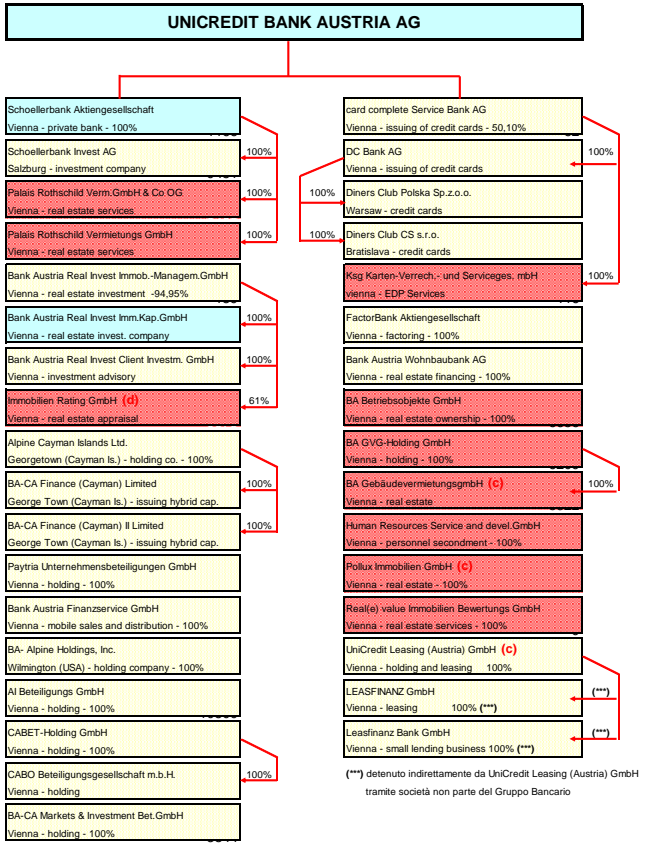 UNICREDIT BANK AUSTRIA AG
Schoellerbank Aktiengesellschaft
Vienna - private bank - 100%
Schoellerbank Invest AG
Salzburg - investment company
100%
Palais Rothschild Verm.GmbH & Co OG
Vienna - real estate services
100%
Palais Rothschild Vermietungs GmbH
Vienna - real estate services
100%
Bank Austria Real Invest Immob.-Managem.GmbH
Vienna - real estate investment -94,95%
Bank Austria Real Invest Imm.Kap.GmbH
Vienna - real estate invest. company
100%
Bank Austria Real Invest Client Investm. GmbH
Vienna - investment advisory
100%
Immobilien Rating GmbH (d)
Vienna - real estate appraisal
61%
Alpine Cayman Islands Ltd.
Georgetown (Cayman Is.) - holding co. - 100%
BA-CA Finance (Cayman) Limited
George Town (Cayman Is.) - issuing hybrid cap.
100%
BA-CA Finance (Cayman) II Limited
George Town (Cayman Is.) - issuing hybrid cap.
100%
Paytria Unternehmensbeteiligungen GmbH
Vienna - holding - 100%
Bank Austria Finanzservice GmbH
Vienna - mobile sales and distribution - 100%
BA- Alpine Holdings, Inc.
Wilmington (USA) - holding company - 100%
AI Beteiligungs GmbH
Vienna - holding - 100%
CABET-Holding GmbH
Vienna - holding - 100%
CABO Beteiligungsgesellschaft m.b.H.
Vienna - holding
100%
BA-CA Markets & Investment Bet.GmbH
Vienna - holding - 100%
card complete Service Bank AG
Vienna - issuing of credit cards - 50,10%
DC Bank AG
Vienna - issuing of credit cards
100%
Diners Club Polska Sp.z.o.o.
Warsaw - credit cards
100%
Diners Club CS s.r.o.
Bratislava - credit cards
100%
Ksg Karten-Verrech.- und Serviceges. mbH
vienna - EDP Services
100%
FactorBank Aktiengesellschaft
Vienna - factoring - 100%
Bank Austria Wohnbaubank AG
Vienna - real estate financing - 100%
BA Betriebsobjekte GmbH
Vienna - real estate ownership - 100%
BA GVG-Holding GmbH
Vienna - holding - 100%
BA GebäudevermietungsgmbH (c)
Vienna - real estate
100%
Human Resources Service and devel.GmbH
Vienna - personnel secondment - 100%
Pollux Immobilien GmbH (c)
Vienna - real estate - 100%
Real(e) value Immobilien Bewertungs GmbH
Vienna - real estate services - 100%
UniCredit Leasing (Austria) GmbH (c)
Vienna - holding and leasing 100%
LEASFINANZ GmbH
Vienna - leasing 100% (***)
(***)
Leasfinanz Bank GmbH
Vienna - small lending business 100% (***)
(***)
(***) detenuto indirettamente da UniCredit Leasing (Austria) GmbH
tramite società non parte del Gruppo Bancario